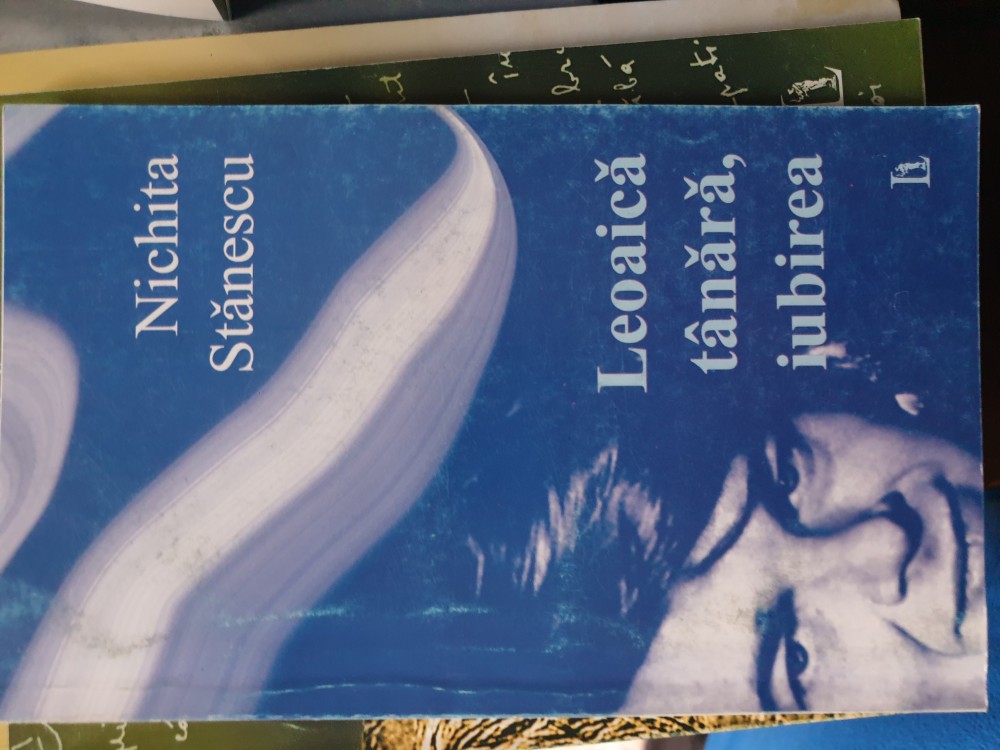 Nichita
Stănescu
Leoaică
tânără,
iubirea
L